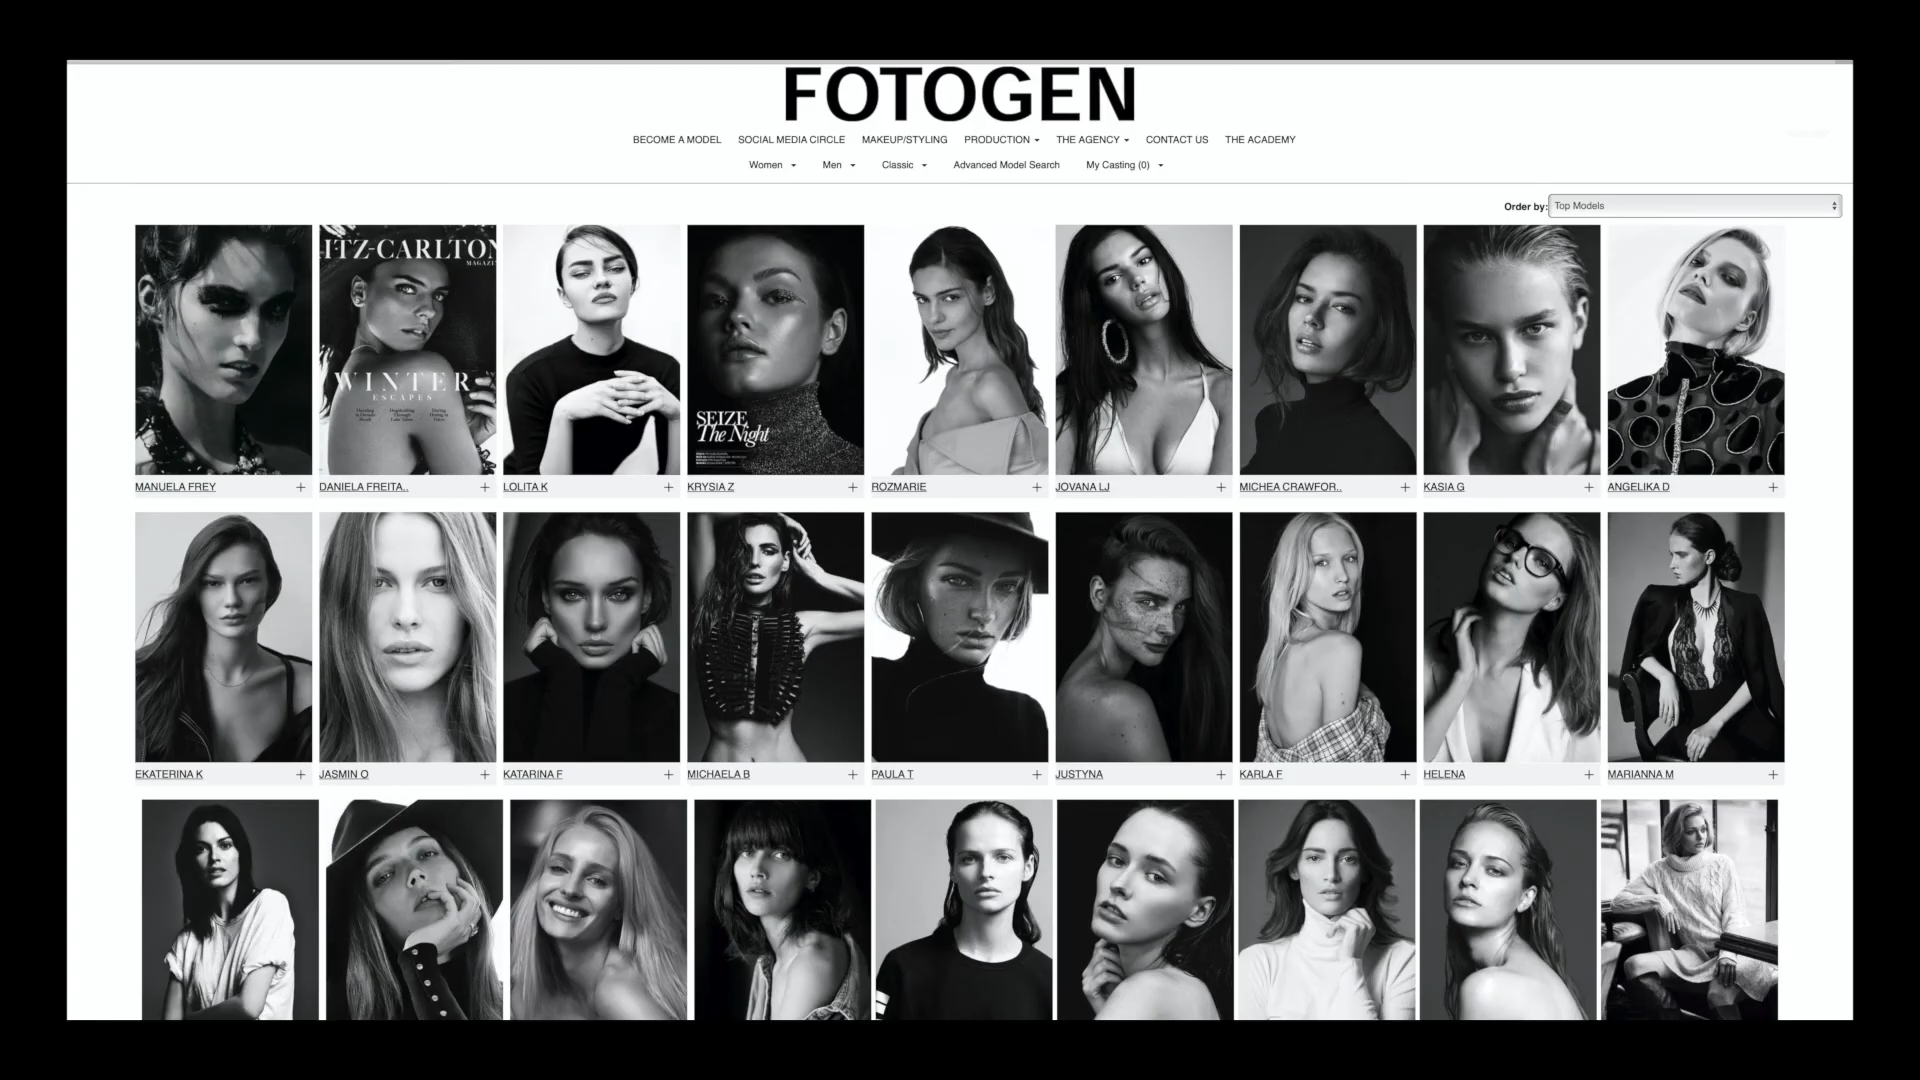 FOTOGEN
BECOME A MODEL SOCIAL MEDIA CIRCLE MAKEUP/STYLING PRODUCTION THE AGENCY CONTACT US THE ACADEMY
Women Men Classic Advanced Model Search My Casting (0)
Order by: Top Models
ITZ-CARLTON
MAGAZI
WINTER
ESCAPES
SEIZE
The Night
MANUELA FREY + DANIELA FREITA.. + LOLITA K + KRYSIA Z + ROZMARIE + JOVANA LJ + MICHEA CRAWFOR.. + KASIA G + ANGELIKA D +
EKATERINA K + JASMIN O + KATARINA F + MICHAELA B + PAULA T + JUSTYNA + KARLA F + HELENA + MARIANNA M +